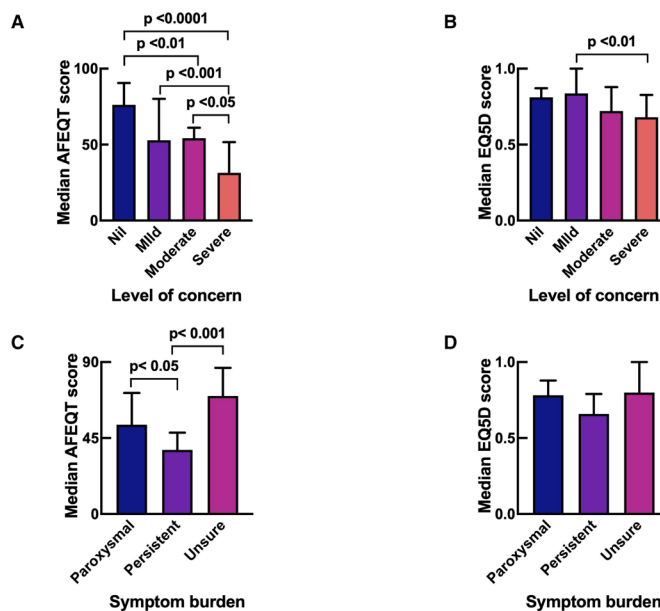 A
p <0.0001
p <0.01
p <0.001
p <0.05
100
50
0
Median AFEQT score
Nil
MIld
Moderate
Severe
Level of concern
B
p <0.01
1.0
0.5
0.0
Median EQ5D score
Nil
Mild
Moderate
Severe
Level of concern
C
p< 0.001
p< 0.05
90
45
0
Median AFEQT score
Paroxysmal
Persistent
Unsure
Symptom burden
D
1.0
0.5
0.0
Median EQ5D score
Paroxysmal
Persistent
Unsure
Symptom burden